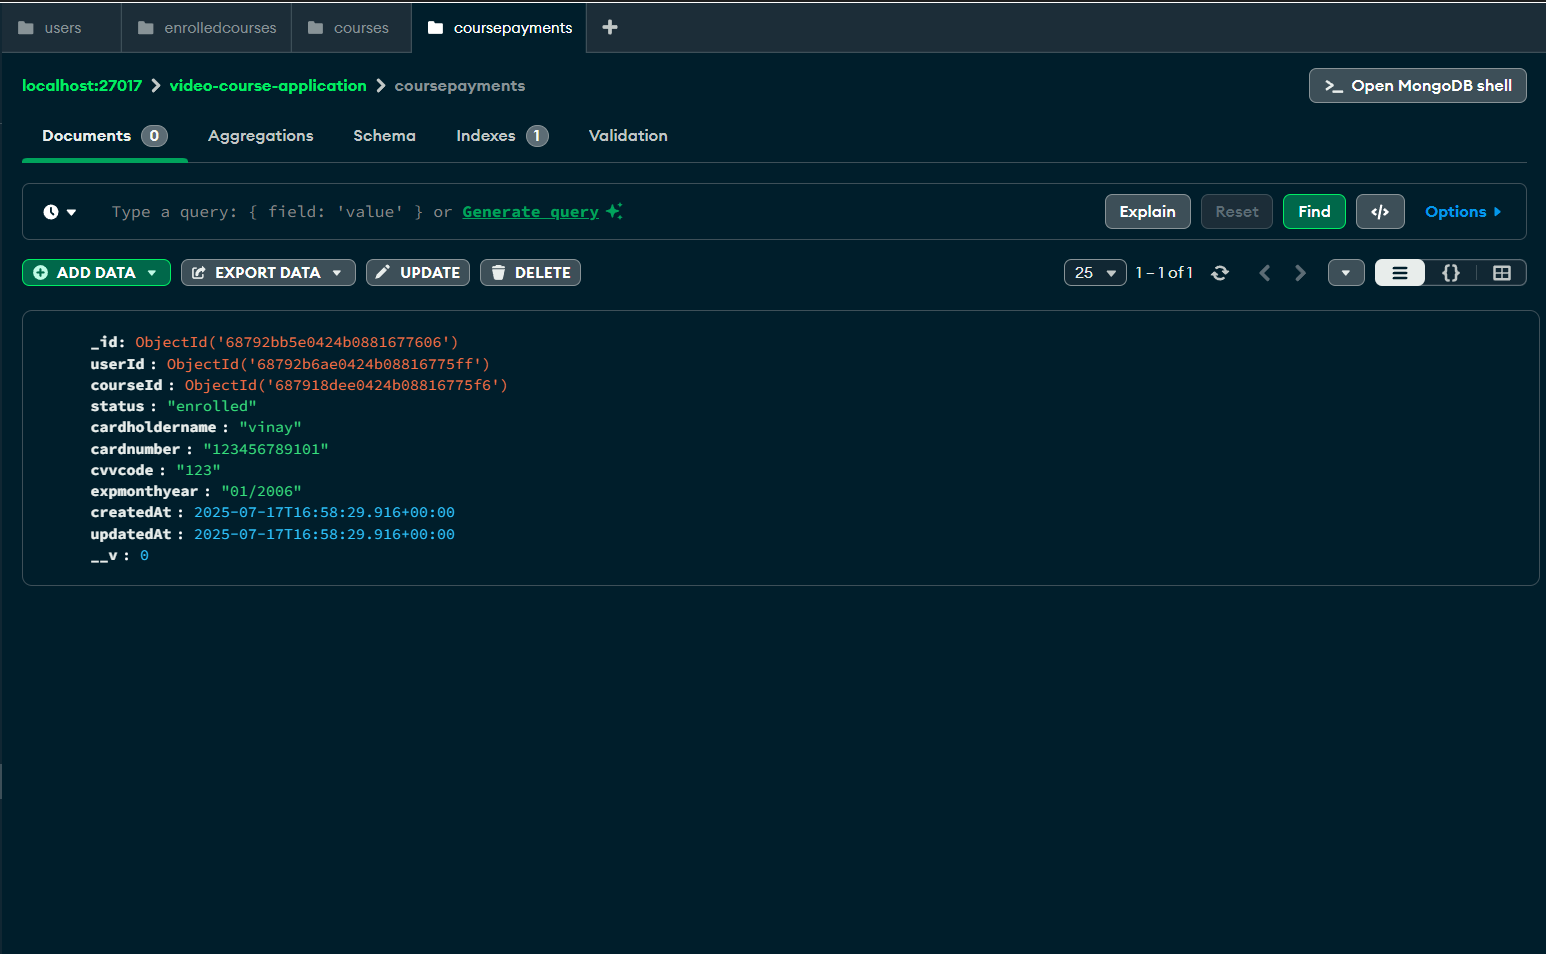 users enrolledcourses courses coursepayments
localhost:27017 video-course-application coursepayments
>_ Open MongoDB shell
Documents 0 Aggregations Schema Indexes 1 Validation
Type a query: { field: 'value' } or Generate query
Explain Reset Find </> Options
ADD DATA EXPORT DATA UPDATE DELETE
25 1 – 1 of 1 {}
_id: ObjectId('68792bb5e0424b0881677606')
userId : ObjectId('68792b6ae0424b08816775ff')
courseId : ObjectId('687918dee0424b08816775f6')
status : "enrolled"
cardholdername : "vinay"
cardnumber : "123456789101"
cvvcode : "123"
expmonthyear : "01/2006"
createdAt : 2025-07-17T16:58:29.916+00:00
updatedAt : 2025-07-17T16:58:29.916+00:00
__v : 0